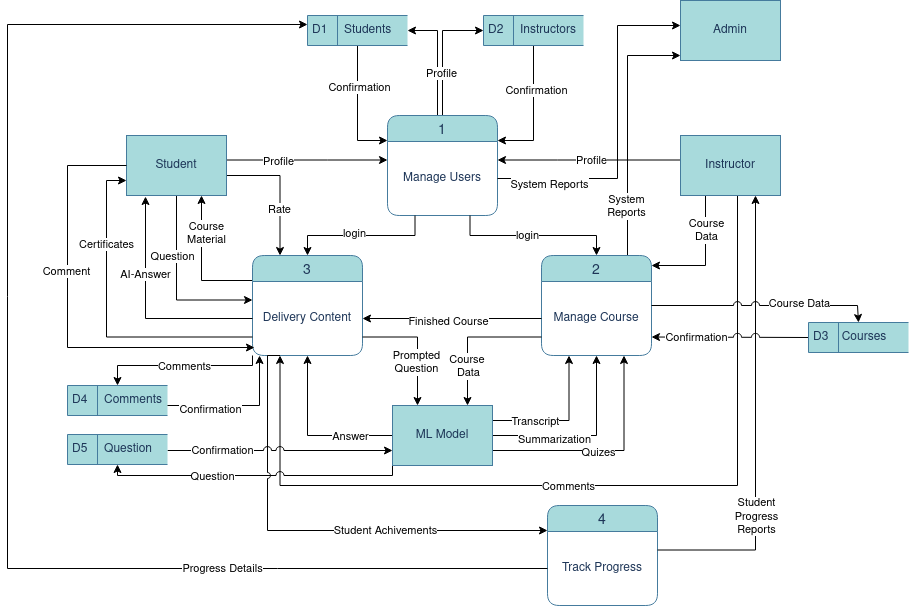 D1 Students
D2 Instructors
Admin
Profile
Confirmation
Confirmation
1
Manage Users
Student
Profile
Profile
Instructor
System Reports
Rate
System
Reports
Course
Data
Course
Material
Certificates
Question
login
login
Comment
AI-Answer
3
Delivery Content
2
Manage Course
Course Data
Finished Course
Confirmation
D3 Courses
Prompted
Question
Course
Data
Comments
D4 Comments
Confirmation
Transcript
ML Model
Answer
Summarization
D5 Question
Confirmation
Quizes
Question
Comments
Student
Progress
Reports
4
Student Achivements
Track Progress
Progress Details